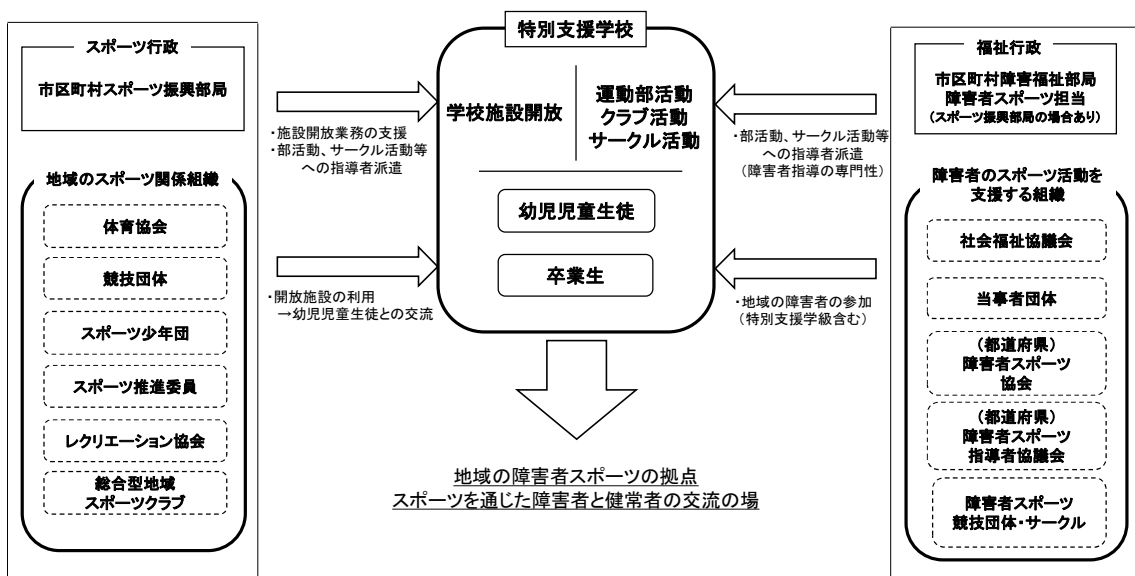 スポーツ行政
市区町村スポーツ振興部局
地域のスポーツ関係組織
体育協会
競技団体
スポーツ少年団
スポーツ推進委員
レクリエーション協会
総合型地域
スポーツクラブ
・施設開放業務の支援
・部活動、サークル活動等
への指導者派遣
・開放施設の利用
→幼児児童生徒との交流
特別支援学校
学校施設開放
運動部活動
クラブ活動
サークル活動
幼児児童生徒
卒業生
地域の障害者スポーツの拠点
スポーツを通じた障害者と健常者の交流の場
・部活動、サークル活動等
への指導者派遣
(障害者指導の専門性)
・地域の障害者の参加
(特別支援学級含む)
福祉行政
市区町村障害福祉部局
障害者スポーツ担当
(スポーツ振興部局の場合あり)
障害者のスポーツ活動を
支援する組織
社会福祉協議会
当事者団体
(都道府県)
障害者スポーツ
協会
(都道府県)
障害者スポーツ
指導者協議会
障害者スポーツ
競技団体・サークル